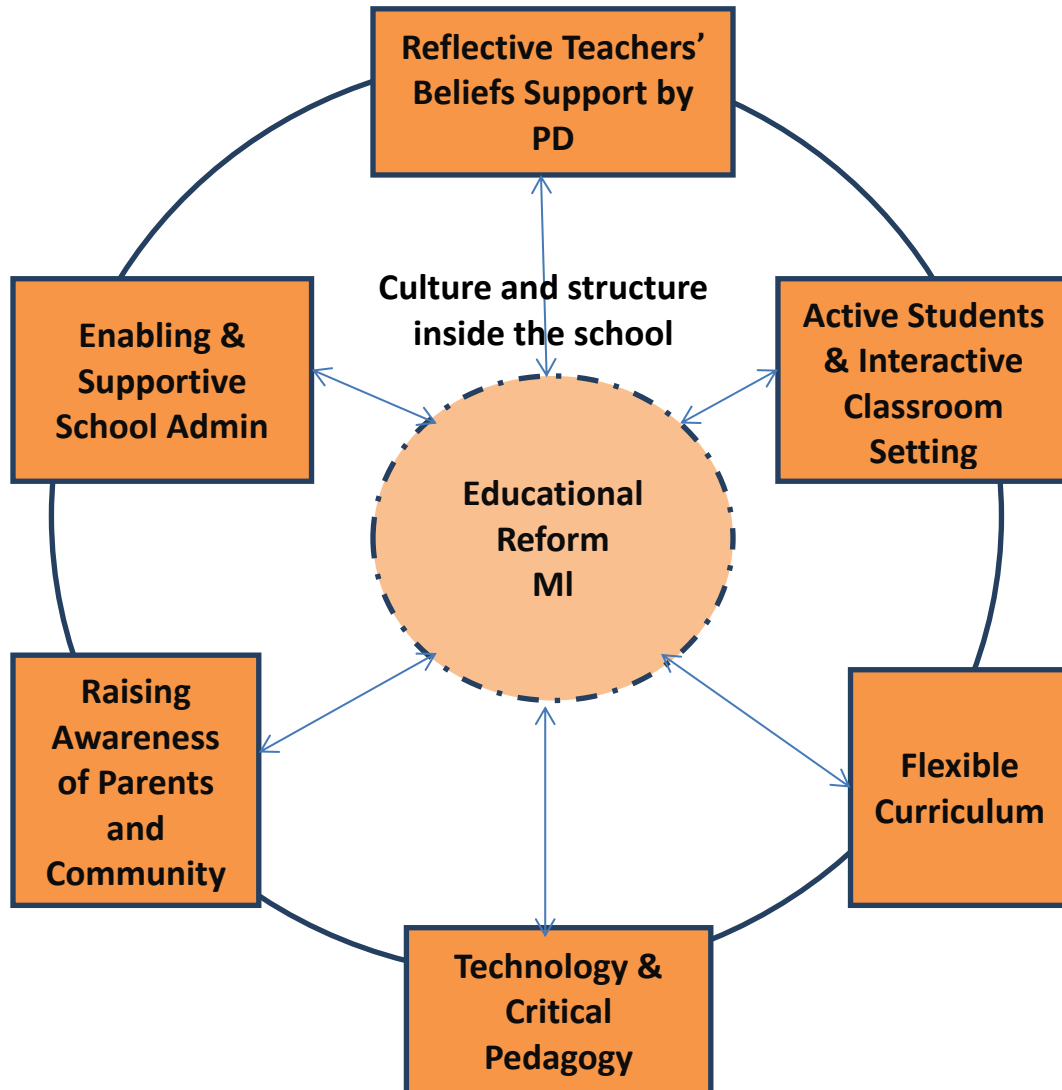 Reflective Teachers’
Beliefs Support by
PD
Culture and structure
inside the school
Enabling &
Supportive
School Admin
Active Students
& Interactive
Classroom
Setting
Educational
Reform
MI
Raising
Awareness
of Parents
and
Community
Flexible
Curriculum
Technology &
Critical
Pedagogy